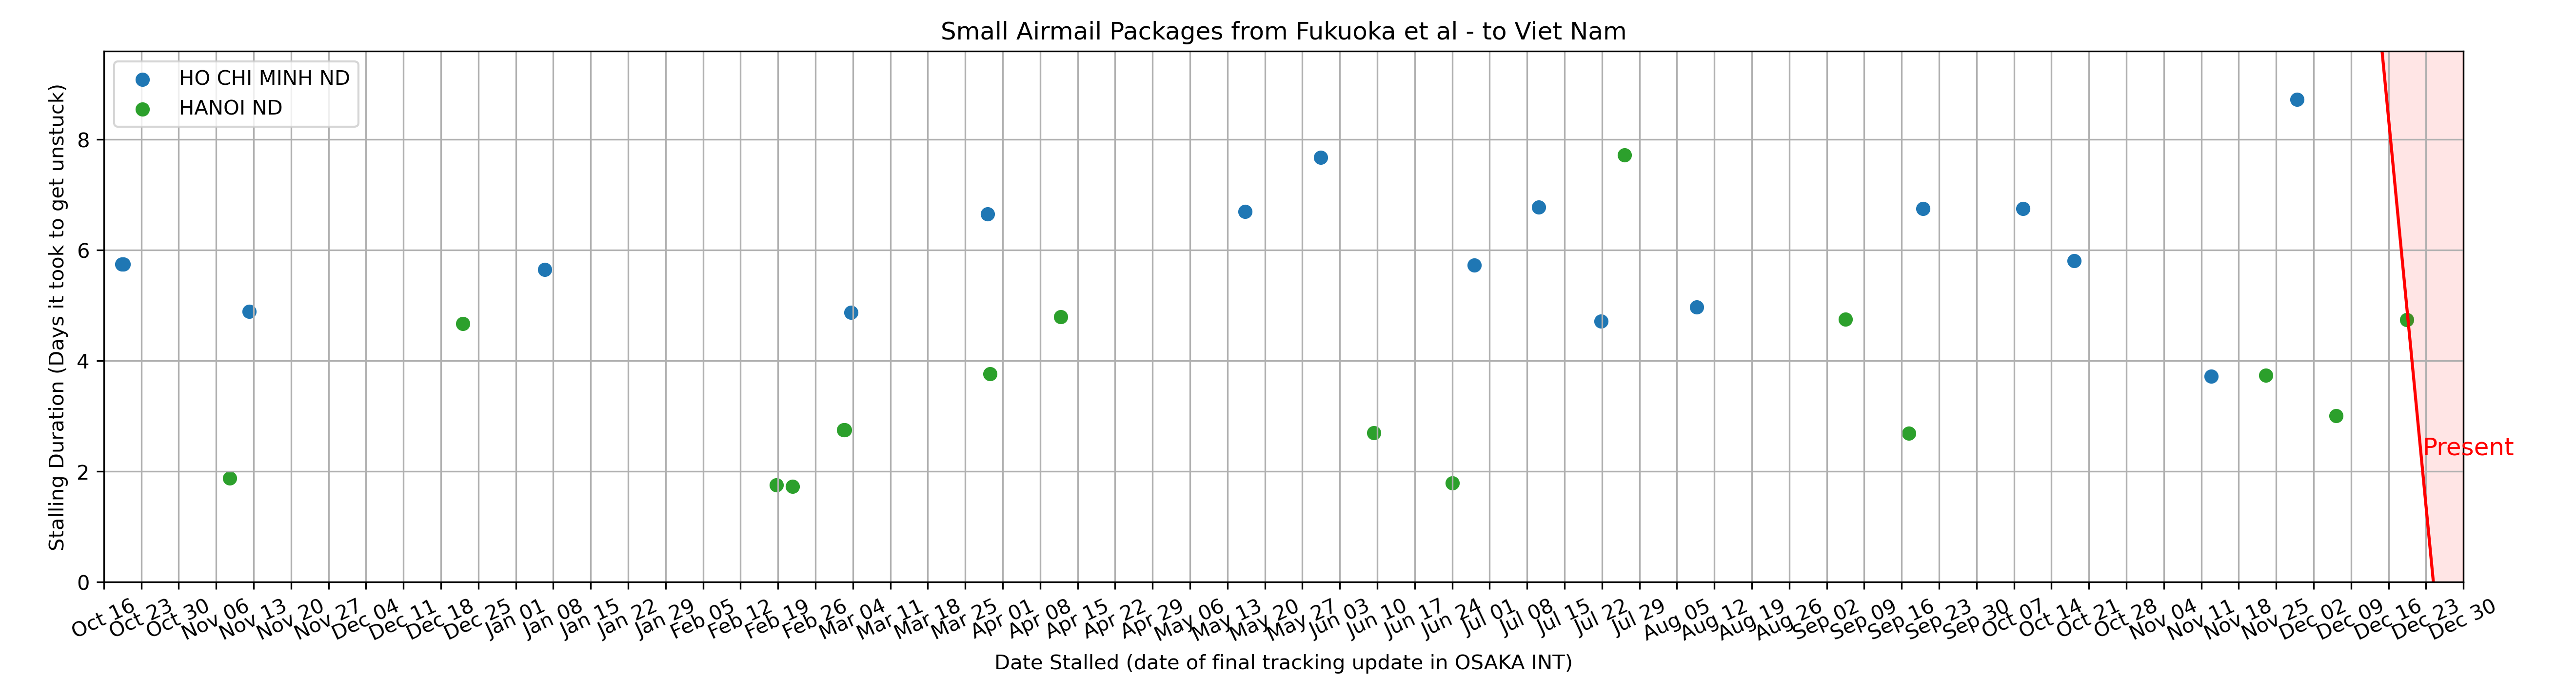 Small Airmail Packages from Fukuoka et al - to Viet Nam
HO CHI MINH ND
HANOI ND
Stalling Duration (Days it took to get unstuck)
8
6
4
2
0
Present
Oct 16
Oct 23
Oct 30
Nov 06
Nov 13
Nov 20
Nov 27
Dec 04
Dec 11
Dec 18
Dec 25
Jan 01
Jan 08
Jan 15
Jan 22
Jan 29
Feb 05
Feb 12
Feb 19
Feb 26
Mar 04
Mar 11
Mar 18
Mar 25
Apr 01
Apr 08
Apr 15
Apr 22
Apr 29
May 06
May 13
May 20
May 27
Jun 03
Jun 10
Jun 17
Jun 24
Jul 01
Jul 08
Jul 15
Jul 22
Jul 29
Aug 05
Aug 12
Aug 19
Aug 26
Sep 02
Sep 09
Sep 16
Sep 23
Sep 30
Oct 07
Oct 14
Oct 21
Oct 28
Nov 04
Nov 11
Nov 18
Nov 25
Dec 02
Dec 09
Dec 16
Dec 23
Dec 30
Date Stalled (date of final tracking update in OSAKA INT)